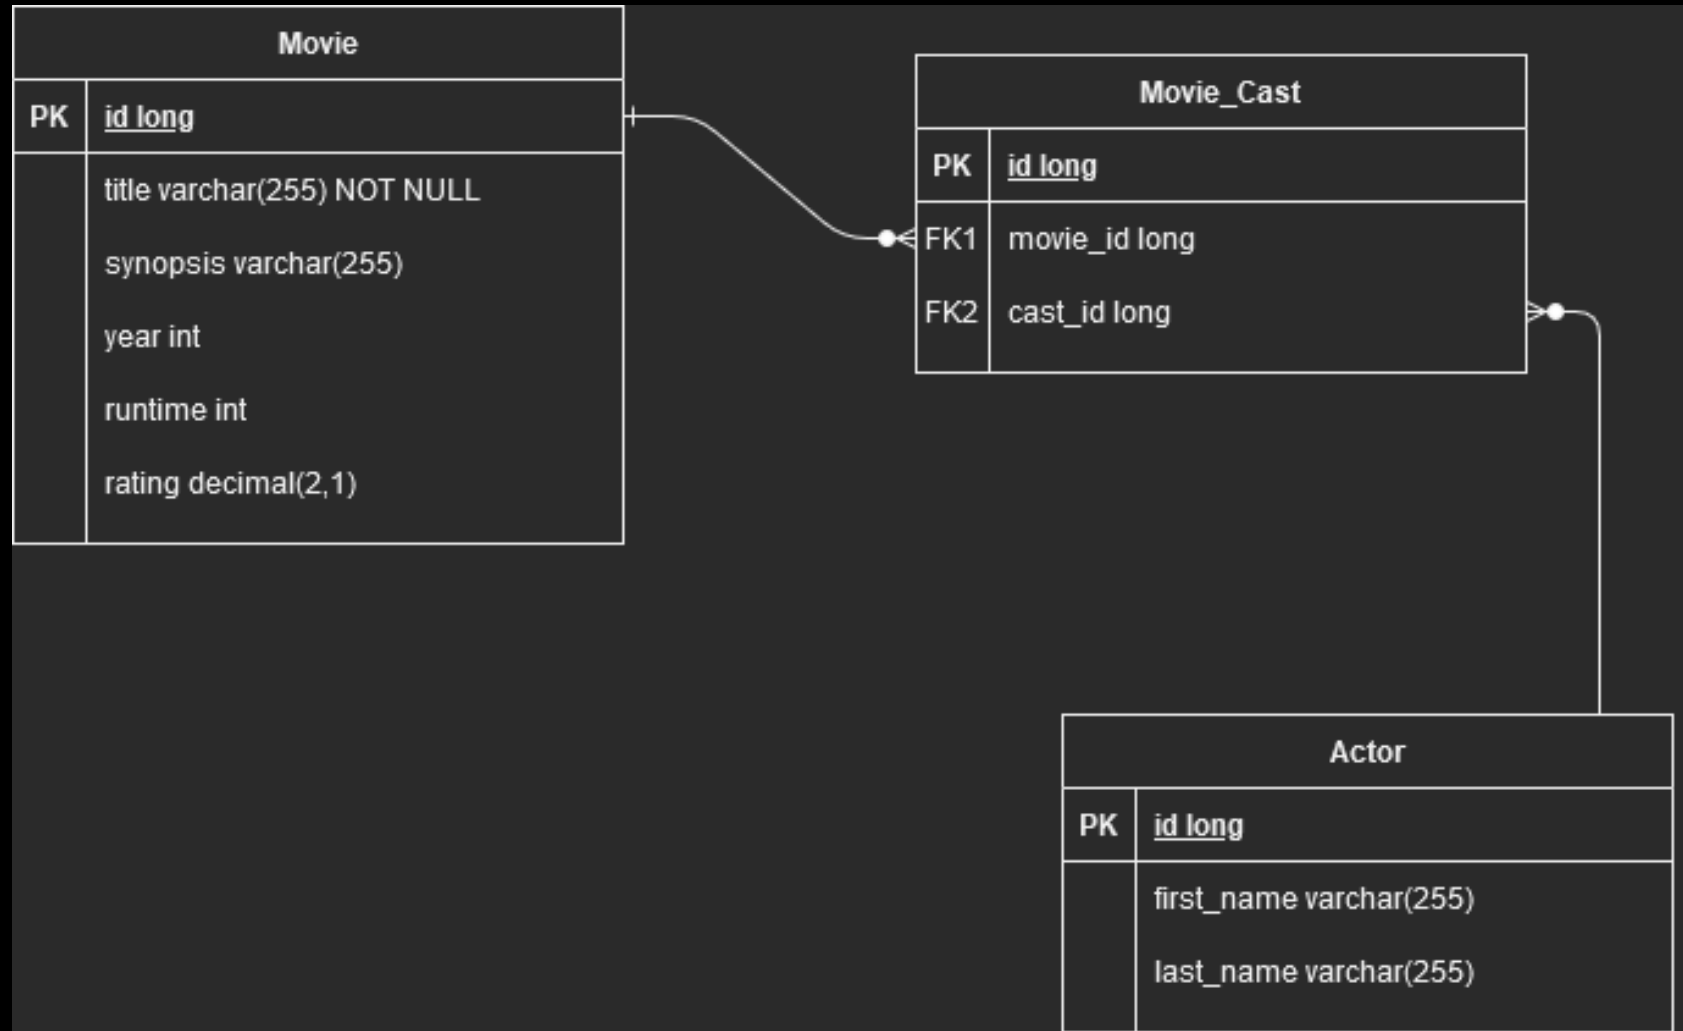 Movie
PK id long
title varchar(255) NOT NULL
synopsis varchar(255)
year int
runtime int
rating decimal(2,1)
Movie_Cast
PK id long
FK1 movie_id long
FK2 cast_id long
Actor
PK id long
first_name varchar(255)
last_name varchar(255)